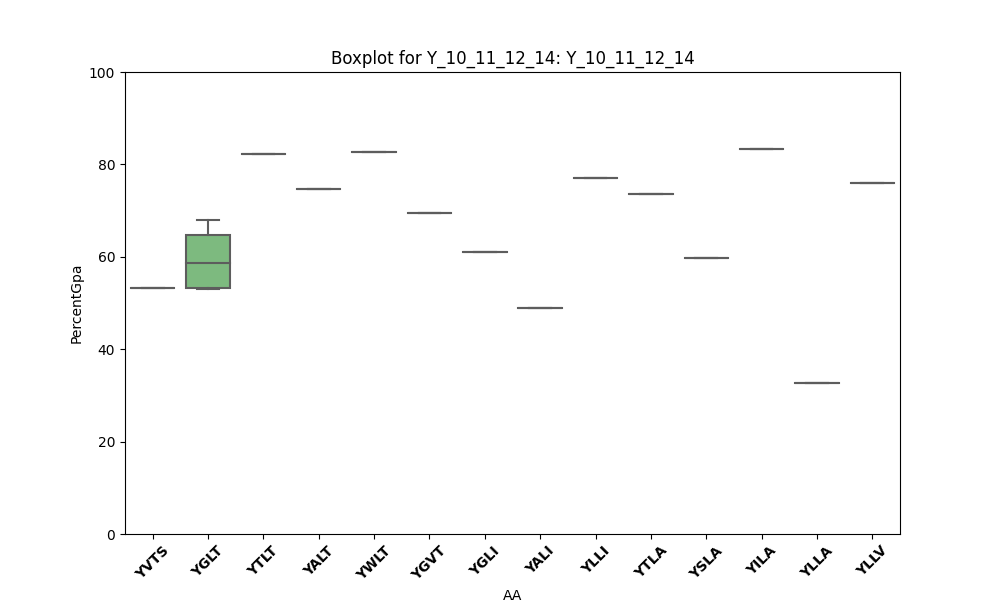 Boxplot for Y_10_11_12_14: Y_10_11_12_14
100
80
60
40
20
0
PercentGpa
YVTS YGLT YTLT YALT YWLT YGVT YGLI YALI YLLI YTLA YSLA YILA YLLA YLLV
AA